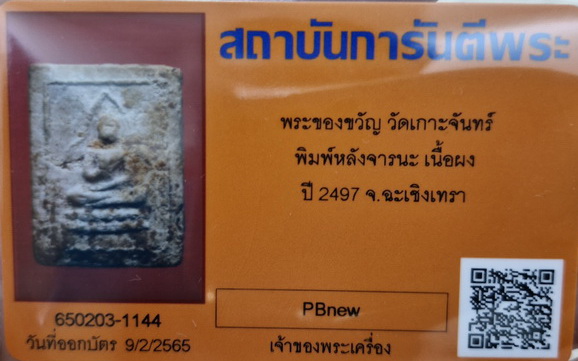 สถาบันการันตีพระ
พระของขวัญ วัดเกาะจันทร์
พิมพ์หลังจารนะ เนื้อผง
ปี 2497 จ.ฉะเชิงเทรา
650203-1144
PBnew
วันที่ออกบัตร 9/2/2565
เจ้าของพระเครื่อง